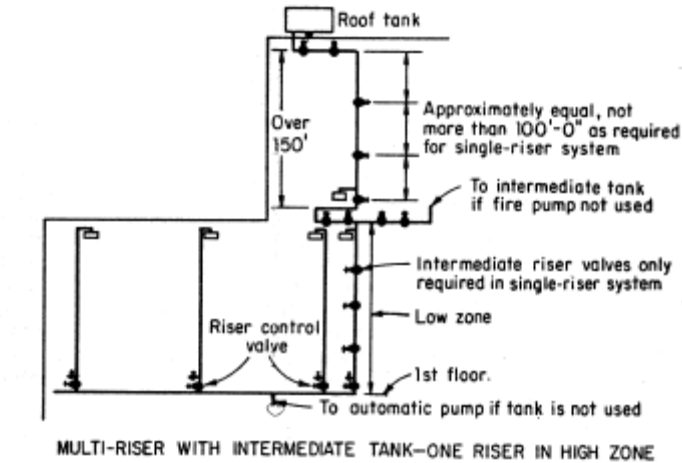 Roof tank
Over
150'
Approximately equal, not
more than 100'-0" as required
for single-riser system
To intermediate tank
if fire pump not used
Intermediate riser valves only
required in single-riser system
Low zone
Riser control
valve
1st floor.
To automatic pump if tank is not used
MULTI-RISER WITH INTERMEDIATE TANK—ONE RISER IN HIGH ZONE